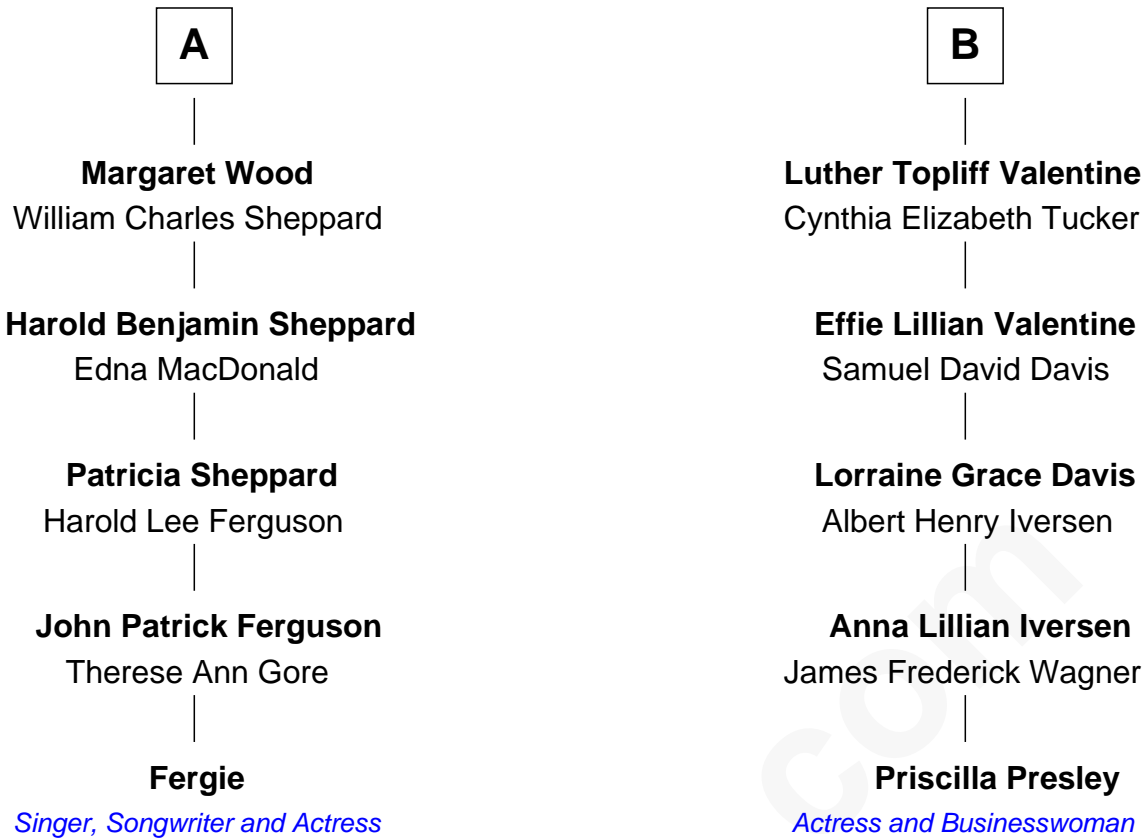 A
Margaret Wood
William Charles Sheppard
Harold Benjamin Sheppard
Edna MacDonald
Patricia Sheppard
Harold Lee Ferguson
John Patrick Ferguson
Therese Ann Gore
Fergie
Singer, Songwriter and Actress
B
Luther Topliff Valentine
Cynthia Elizabeth Tucker
Effie Lillian Valentine
Samuel David Davis
Lorraine Grace Davis
Albert Henry Iversen
Anna Lillian Iversen
James Frederick Wagner
Priscilla Presley
Actress and Businesswoman
com